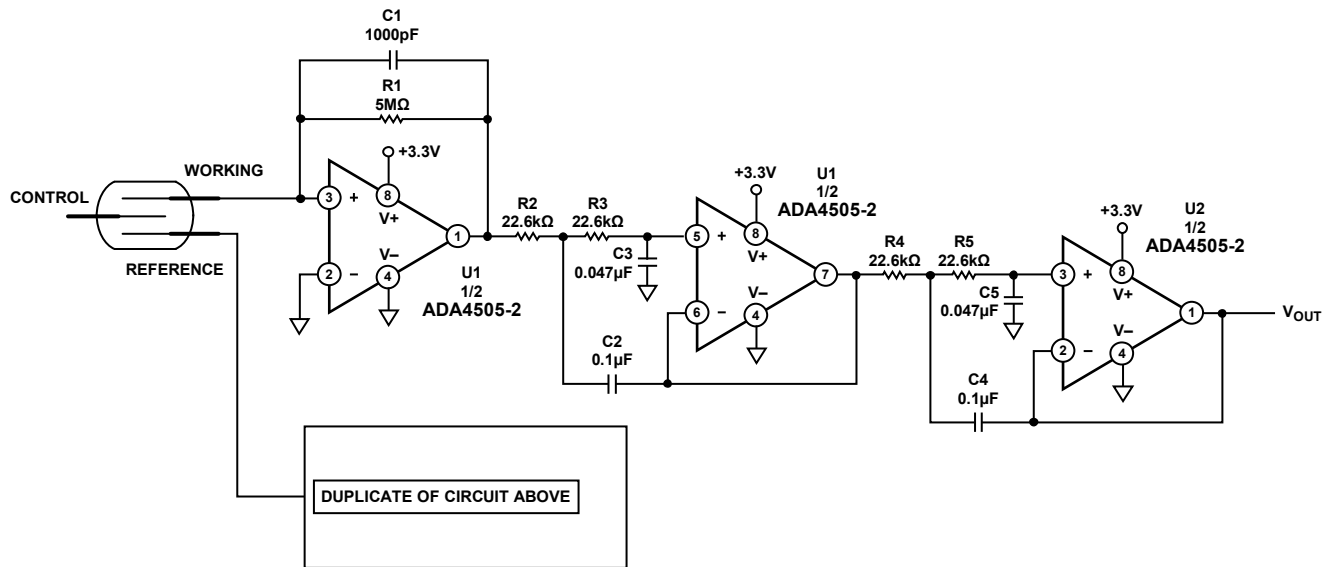 C1
1000pF
R1
5MΩ
+3.3V
WORKING
CONTROL
REFERENCE
3
+
8
V+
1
2
–
V–
4
U1
1/2
ADA4505-2
R2
22.6kΩ
R3
22.6kΩ
C3
0.047µF
C2
0.1µF
+3.3V
U1
1/2
ADA4505-2
5
+
8
V+
7
6
–
V–
4
R4
22.6kΩ
R5
22.6kΩ
C5
0.047µF
C4
0.1µF
+3.3V
U2
1/2
ADA4505-2
3
+
8
V+
1
2
–
V–
4
VOUT
DUPLICATE OF CIRCUIT ABOVE